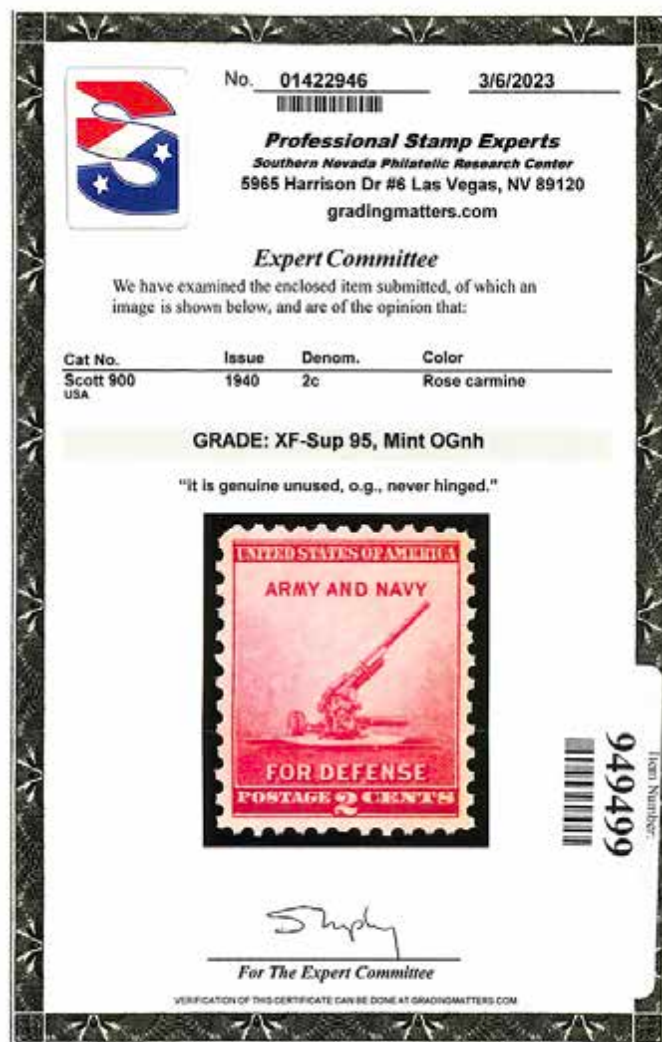 No. 01422946 3/6/2023
Professional Stamp Experts
Southern Nevada Philatelic Research Center
5965 Harrison Dr #6 Las Vegas, NV 89120
gradingmatters.com
Expert Committee
We have examined the enclosed item submitted, of which an
image is shown below, and are of the opinion that:
Cat No. Issue Denom. Color
Scott 900 1940 2c Rose carmine
USA
GRADE: XF-Sup 95, Mint OGnh
"it is genuine unused, o.g., never hinged."
UNITED STATES OF AMERICA
ARMY AND NAVY
FOR DEFENSE
POSTAGE 2 CENTS
Item Number:
949499
For The Expert Committee
VERIFICATION OF THIS CERTIFICATE CAN BE DONE AT GRADINGMATTERS.COM